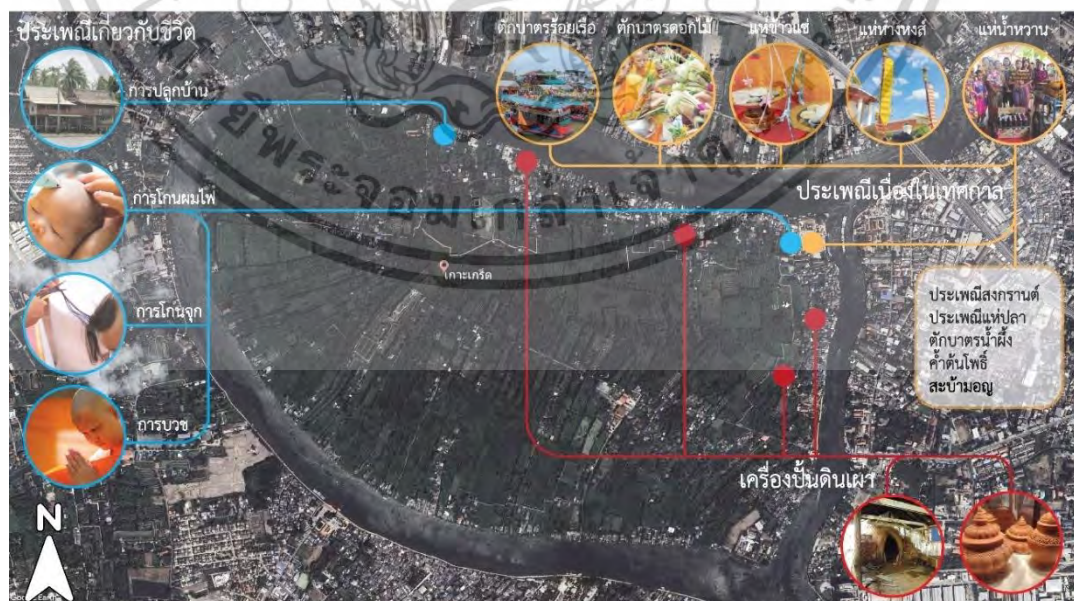 ประเพณีเกี่ยวกับชีวิต
การปลูกบ้าน
การโกนผมไฟ
การโกนจุก
การบวช
ตักบาตรร้อยเรือ
ตักบาตรดอกไม้
แห่ข้าวแช่
แห่หางหงส์
แห่น้ำหวาน
ประเพณีเนื่องในเทศกาล
ประเพณีสงกรานต์
ประเพณีแห่ปลา
ตักบาตรน้ำผึ้ง
ค้ำต้นโพธิ์
สะบ้ามอญ
เกาะเกร็ด
เครื่องปั้นดินเผา
N
Google Earth